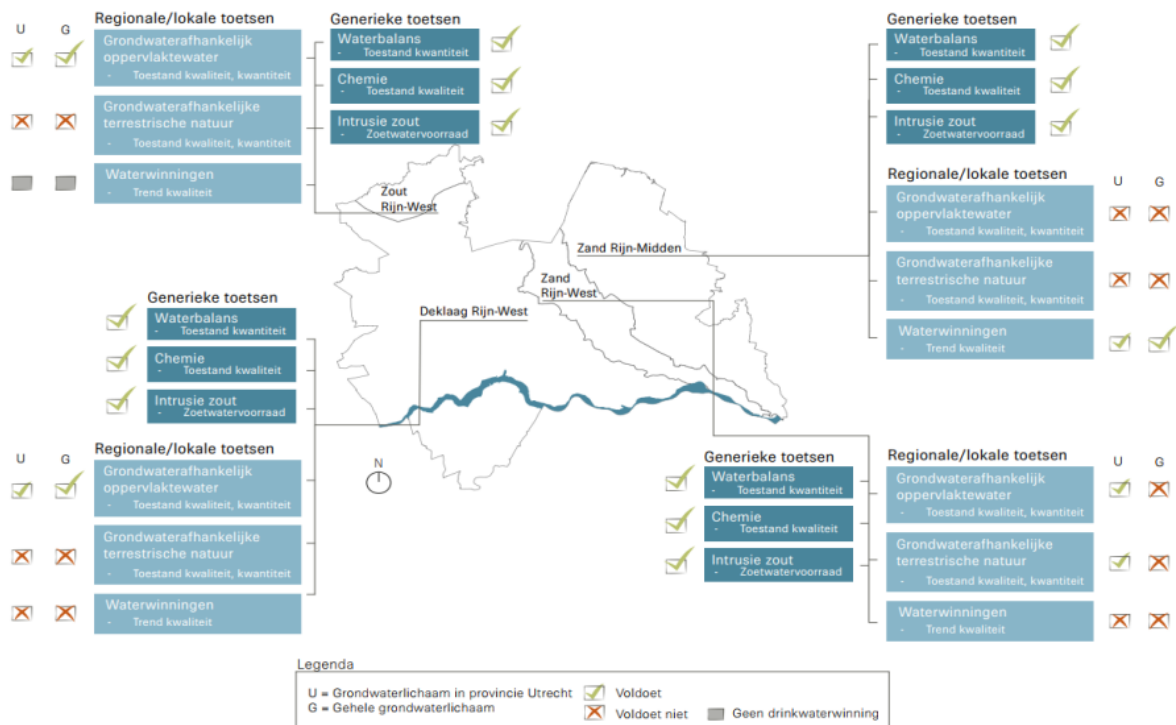 U G
Regionale/lokale toetsen
Grondwaterafhankelijk
oppervlaktewater
- Toestand kwaliteit, kwantiteit
Grondwaterafhankelijke
terrestrische natuur
- Toestand kwaliteit, kwantiteit
Waterwinningen
- Trend kwaliteit
Generieke toetsen
Waterbalans
- Toestand kwantiteit
Chemie
- Toestand kwaliteit
Intrusie zout
- Zoetwatervoorraad
Generieke toetsen
Waterbalans
- Toestand kwantiteit
Chemie
- Toestand kwaliteit
Intrusie zout
- Zoetwatervoorraad
Regionale/lokale toetsen
U G
Grondwaterafhankelijk
oppervlaktewater
- Toestand kwaliteit, kwantiteit
Grondwaterafhankelijke
terrestrische natuur
- Toestand kwaliteit, kwantiteit
Waterwinningen
- Trend kwaliteit
Zout
Rijn-West
Zand Rijn-Midden
Zand
Rijn-West
Deklaag Rijn-West
Generieke toetsen
Waterbalans
- Toestand kwantiteit
Chemie
- Toestand kwaliteit
Intrusie zout
- Zoetwatervoorraad
Regionale/lokale toetsen
U G
Grondwaterafhankelijk
oppervlaktewater
- Toestand kwaliteit, kwantiteit
Grondwaterafhankelijke
terrestrische natuur
- Toestand kwaliteit, kwantiteit
Waterwinningen
- Trend kwaliteit
N
Generieke toetsen
Waterbalans
- Toestand kwantiteit
Chemie
- Toestand kwaliteit
Intrusie zout
- Zoetwatervoorraad
Regionale/lokale toetsen
U G
Grondwaterafhankelijk
oppervlaktewater
- Toestand kwaliteit, kwantiteit
Grondwaterafhankelijke
terrestrische natuur
- Toestand kwaliteit, kwantiteit
Waterwinningen
- Trend kwaliteit
Legenda
U = Grondwaterlichaam in provincie Utrecht
G = Gehele grondwaterlichaam
Voldoet
Voldoet niet
Geen drinkwaterwinning